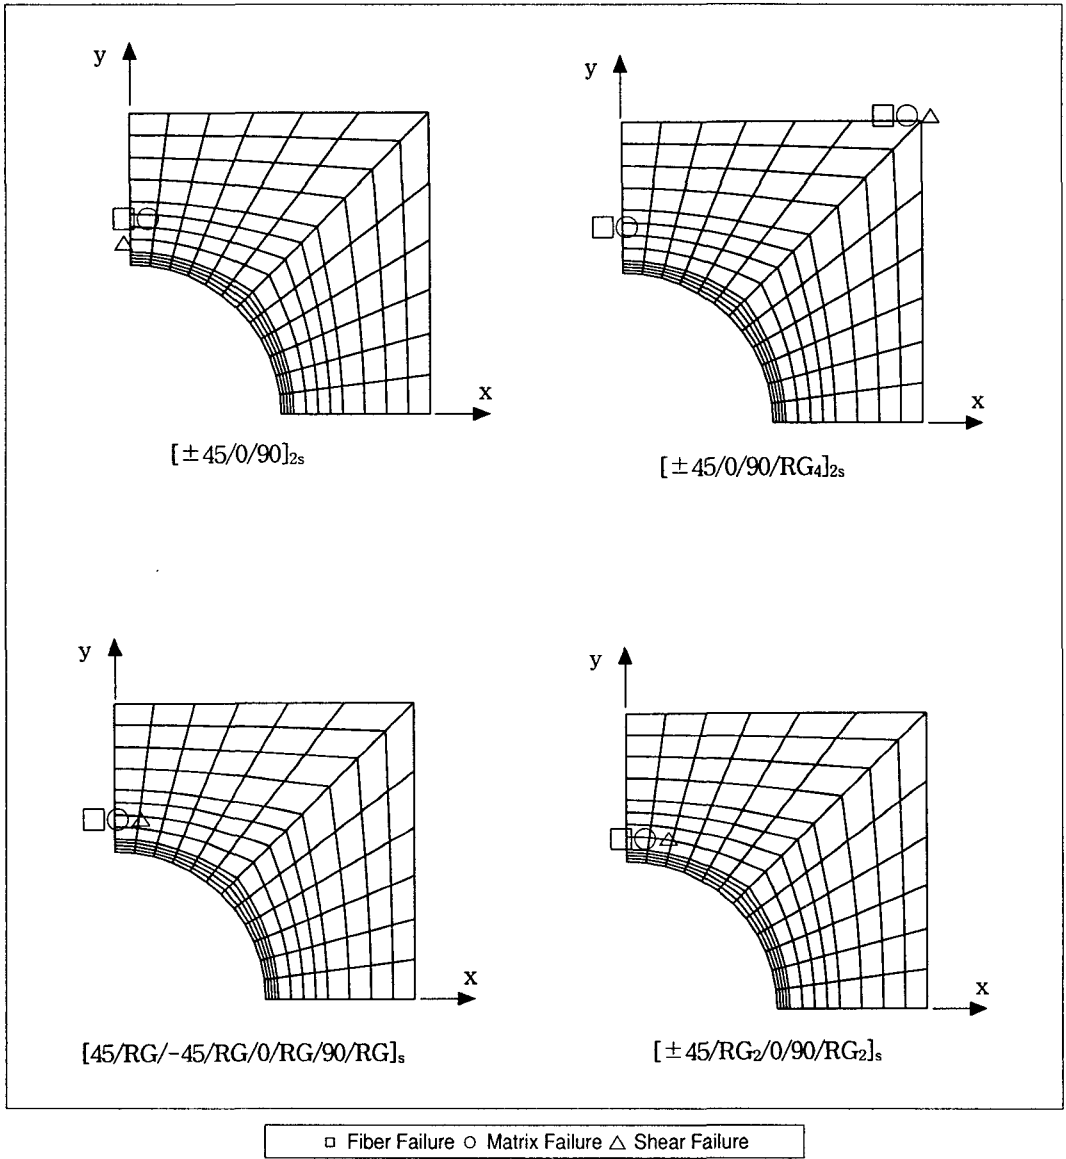 y
x
[±45/0/90]2s
y
x
[±45/0/90/RG4]2s
y
x
[45/RG/-45/RG/0/RG/90/RG]s
y
x
[±45/RG2/0/90/RG2]s
□ Fiber Failure ○ Matrix Failure △ Shear Failure